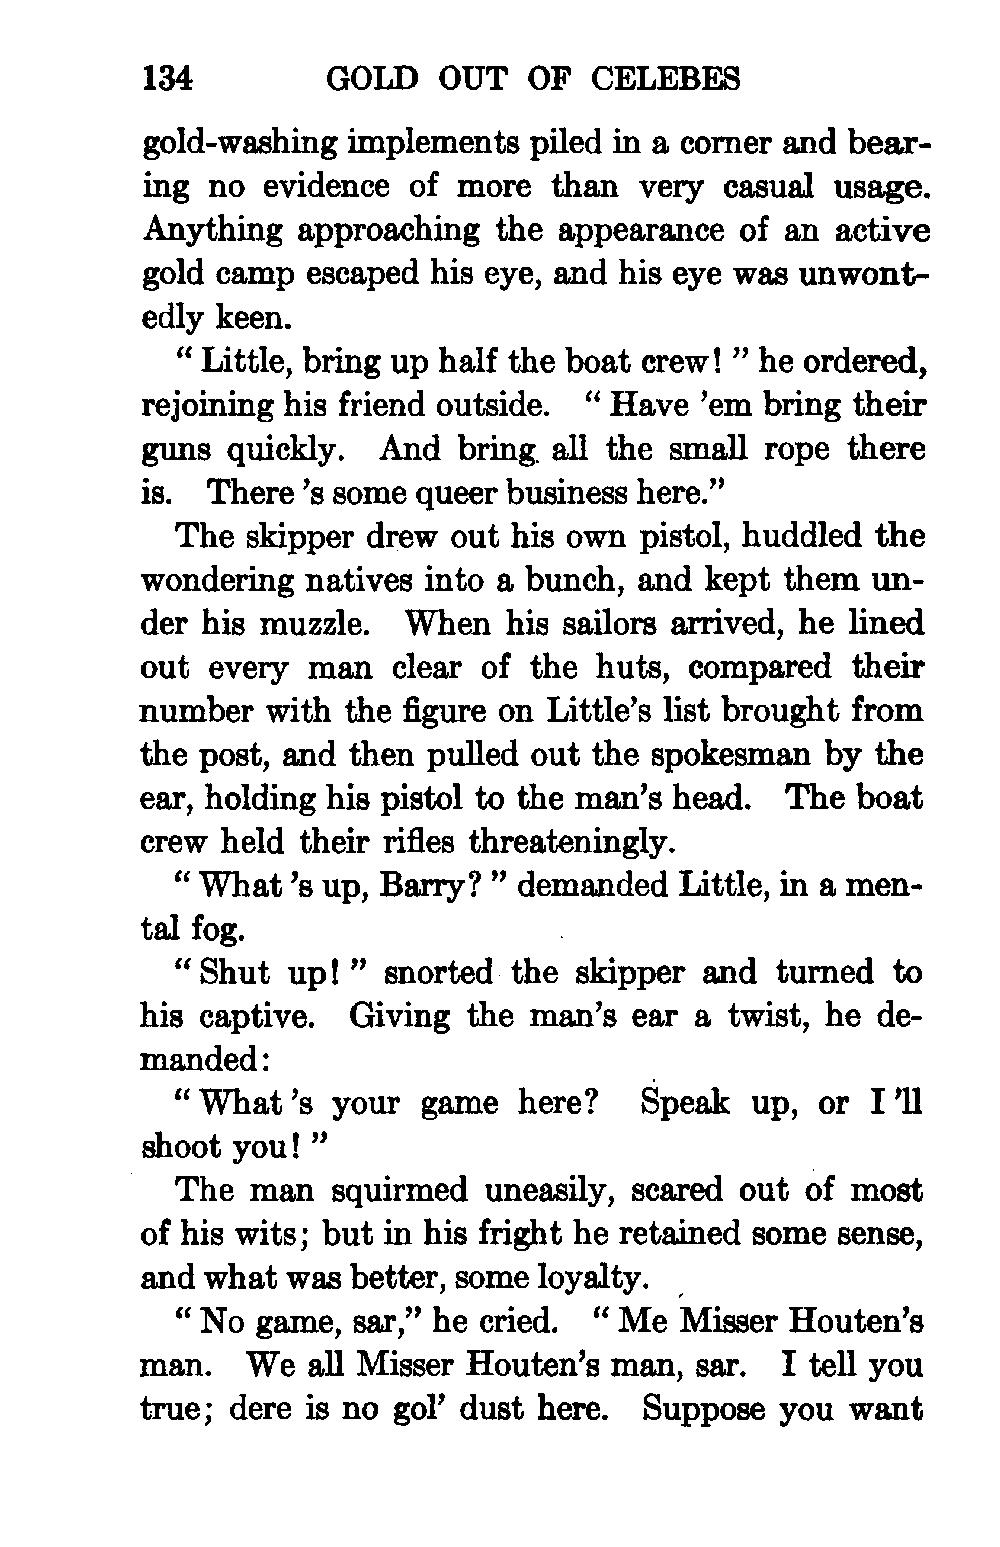 134 GOLD OUT OF CELEBES
gold-washing implements piled in a corner and bear-
ing no evidence of more than very casual usage.
Anything approaching the appearance of an active
gold camp escaped his eye, and his eye was unwont-
edly keen.
“ Little, bring up half the boat crew! ” he ordered,
rejoining his friend outside. “ Have ’em bring their
guns quickly. And bring all the small rope there
is. There ’s some queer business here.”
The skipper drew out his own pistol, huddled the
wondering natives into a bunch, and kept them un-
der his muzzle. When his sailors arrived, he lined
out every man clear of the huts, compared their
number with the figure on Little’s list brought from
the post, and then pulled out the spokesman by the
ear, holding his pistol to the man’s head. The boat
crew held their rifles threateningly.
“ What ’s up, Barry? ” demanded Little, in a men-
tal fog.
“ Shut up! ” snorted the skipper and turned to
his captive. Giving the man’s ear a twist, he de-
manded:
“ What ’s your game here? Speak up, or I ’ll
shoot you! ”
The man squirmed uneasily, scared out of most
of his wits; but in his fright he retained some sense,
and what was better, some loyalty.
“ No game, sar,” he cried. “ Me Misser Houten’s
man. We all Misser Houten’s man, sar. I tell you
true; dere is no gol’ dust here. Suppose you want